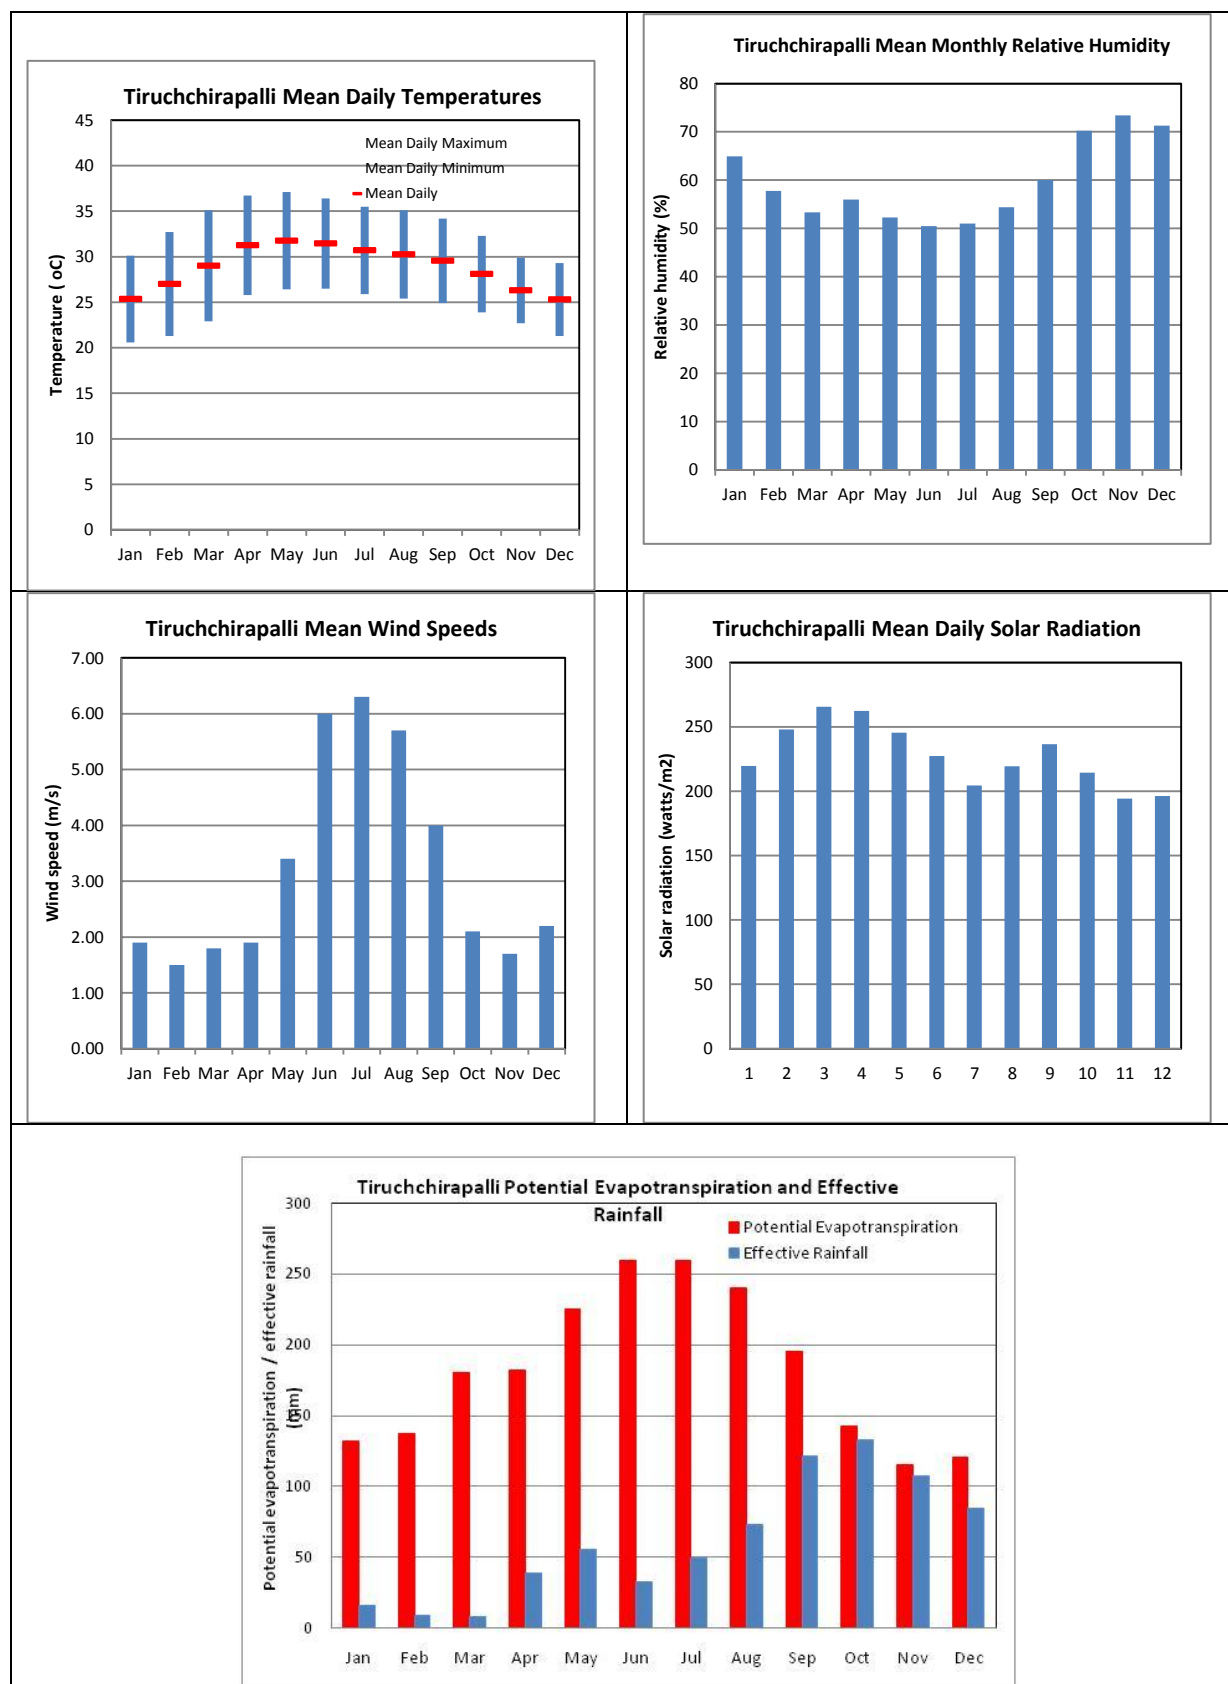 Tiruchchirapalli Mean Daily Temperatures
Mean Daily Maximum
Mean Daily Minimum
Mean Daily
Temperature ( oC)
45
40
35
30
25
20
15
10
5
0
Jan Feb Mar Apr May Jun Jul Aug Sep Oct Nov Dec
Tiruchchirapalli Mean Monthly Relative Humidity
Relative humidity (%)
80
70
60
50
40
30
20
10
0
Jan Feb Mar Apr May Jun Jul Aug Sep Oct Nov Dec
Tiruchchirapalli Mean Wind Speeds
Wind speed (m/s)
7.00
6.00
5.00
4.00
3.00
2.00
1.00
0.00
Jan Feb Mar Apr May Jun Jul Aug Sep Oct Nov Dec
Tiruchchirapalli Mean Daily Solar Radiation
Solar radiation (watts/m2)
300
250
200
150
100
50
0
1 2 3 4 5 6 7 8 9 10 11 12
Tiruchchirapalli Potential Evapotranspiration and Effective
Rainfall
Potential Evapotranspiration
Effective Rainfall
Potential evapotranspiration / effective rainfall
(mm)
300
250
200
150
100
50
0
Jan Feb Mar Apr May Jun Jul Aug Sep Oct Nov Dec